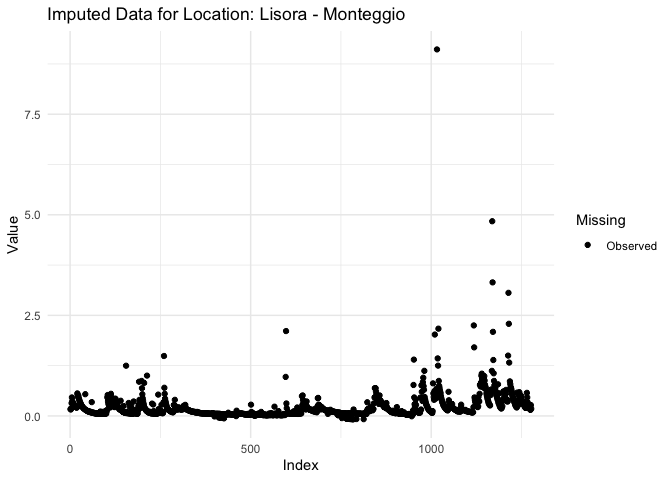 Imputed Data for Location: Lisora - Monteggio
7.5
5.0
2.5
0.0
Value
0
500
1000
Index
Missing
Observed